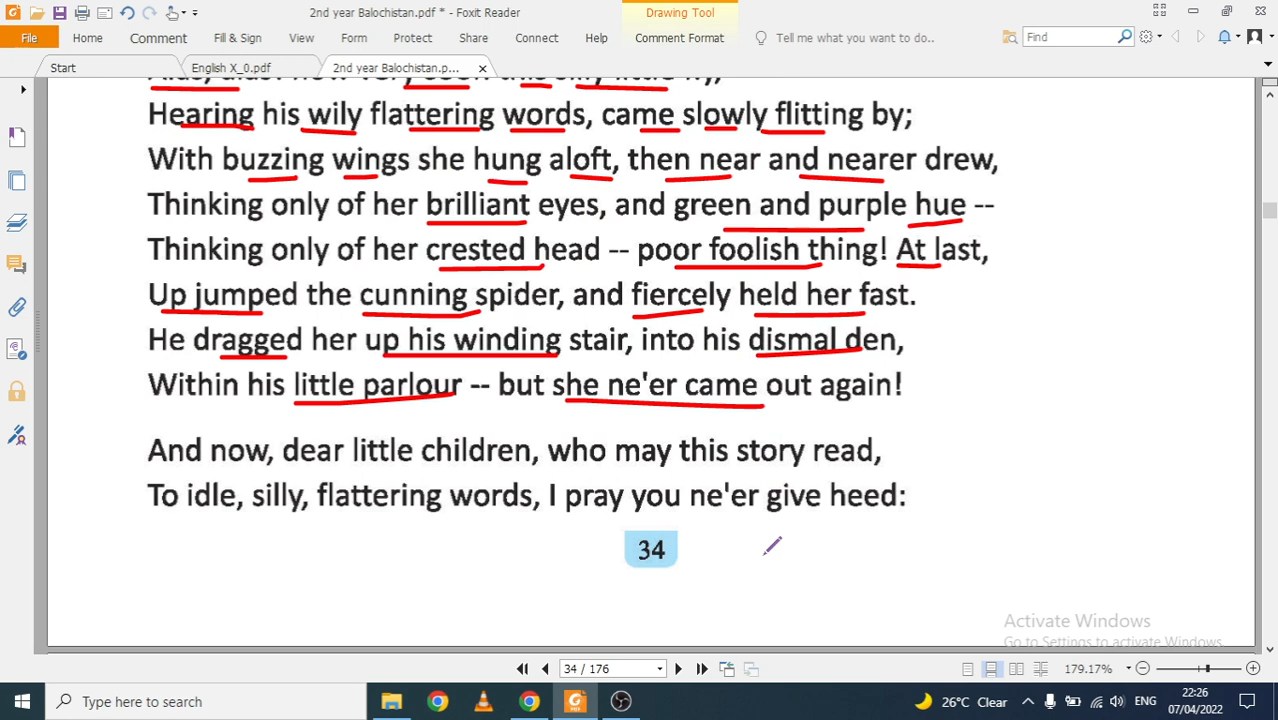 2nd year Balochistan.pdf * - Foxit Reader
Drawing Tool
File Home Comment Fill & Sign View Form Protect Share Connect Help Comment Format Tell me what you want to do.. Find
Start English X_0.pdf 2nd year Balochistan.p...
Hearing his wily flattering words, came slowly flitting by;
With buzzing wings she hung aloft, then near and nearer drew,
Thinking only of her brilliant eyes, and green and purple hue --
Thinking only of her crested head -- poor foolish thing! At last,
Up jumped the cunning spider, and fiercely held her fast.
He dragged her up his winding stair, into his dismal den,
Within his little parlour -- but she ne'er came out again!
And now, dear little children, who may this story read,
To idle, silly, flattering words, I pray you ne'er give heed:
34
Activate Windows
Go to Settings to activate Windows.
34 / 176 179.17%
Type here to search 26°C Clear ENG 22:26
07/04/2022